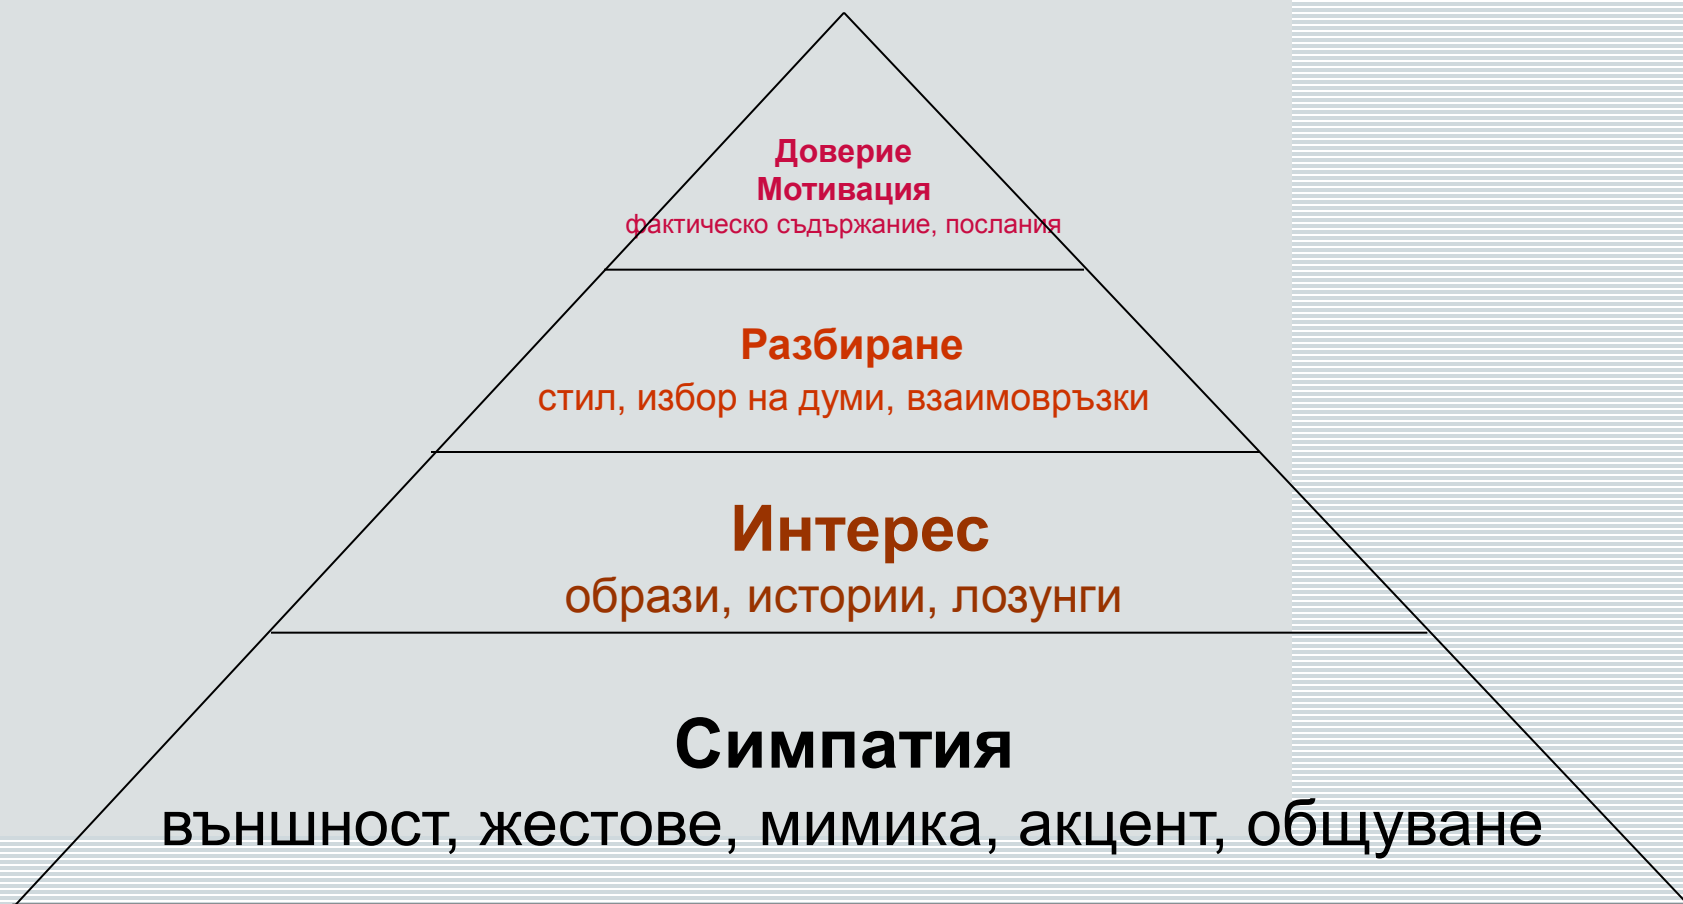 Доверие
Мотивация
фактическо съдържание, послания
Разбиране
стил, избор на думи, взаимовръзки
Интерес
образи, истории, лозунги
Симпатия
външност, жестове, мимика, акцент, общуване